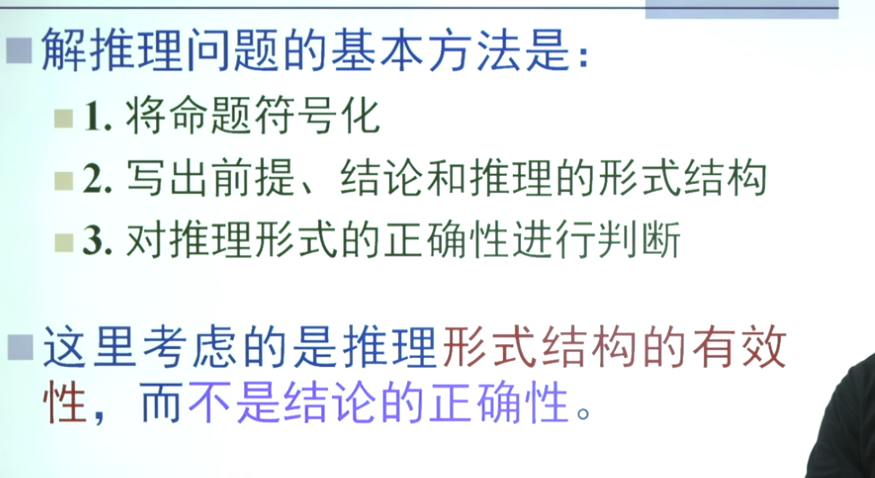 解推理问题的基本方法是：
1. 将命题符号化
2. 写出前提、结论和推理的形式结构
3. 对推理形式的正确性进行判断
这里考虑的是推理形式结构的有效
性，而不是结论的正确性。